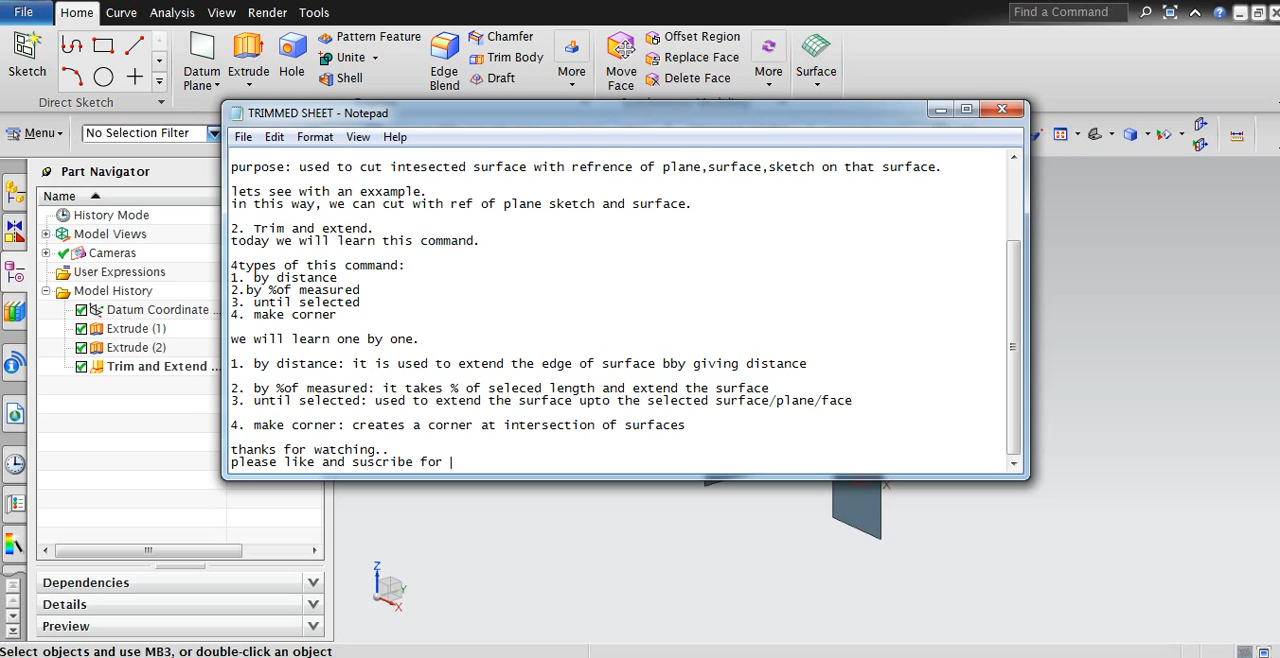 File Home Curve Analysis View Render Tools Find a Command
Sketch
Datum Plane
Extrude
Hole
Pattern Feature
Unite
Shell
Edge Blend
Chamfer
Trim Body
Draft
More
Move Face
Offset Region
Replace Face
Delete Face
More
Surface
Direct Sketch
Menu No Selection Filter
TRIMMED SHEET - Notepad
File Edit Format View Help
purpose: used to cut intesected surface with refrence of plane,surface,sketch on that surface.
lets see with an exxample.
in this way, we can cut with ref of plane sketch and surface.
2. Trim and extend.
today we will learn this command.
4types of this command:
1. by distance
2.by %of measured
3. until selected
4. make corner
we will learn one by one.
1. by distance: it is used to extend the edge of surface bby giving distance
2. by %of measured: it takes % of seleced length and extend the surface
3. until selected: used to extend the surface upto the selected surface/plane/face
4. make corner: creates a corner at intersection of surfaces
thanks for watching..
please like and suscribe for
Part Navigator
Name
History Mode
Model Views
Cameras
User Expressions
Model History
Datum Coordinate ...
Extrude (1)
Extrude (2)
Trim and Extend ...
Dependencies
Details
Preview
Z
Y
X
X
Select objects and use MB3, or double-click an object